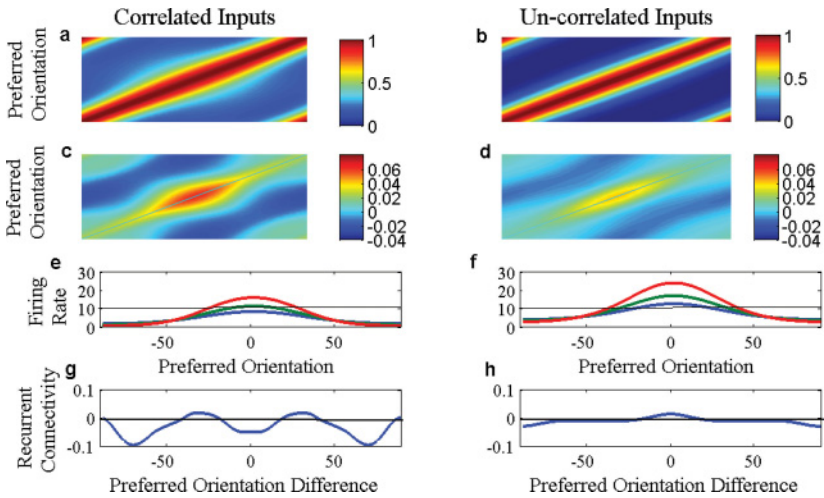 Correlated Inputs
Un-correlated Inputs
a
Preferred
Orientation
1
0.5
0
b
1
0.5
0
c
Preferred
Orientation
0.06
0.04
0.02
0
-0.02
-0.04
d
0.06
0.04
0.02
0
-0.02
-0.04
e
Firing
Rate
30
20
10
0
-50 0 50
Preferred Orientation
f
30
20
10
0
-50 0 50
Preferred Orientation
g
Recurrent
Connectivity
0.1
0
-0.1
-50 0 50
Preferred Orientation Difference
h
0.1
0
-0.1
-50 0 50
Preferred Orientation Difference